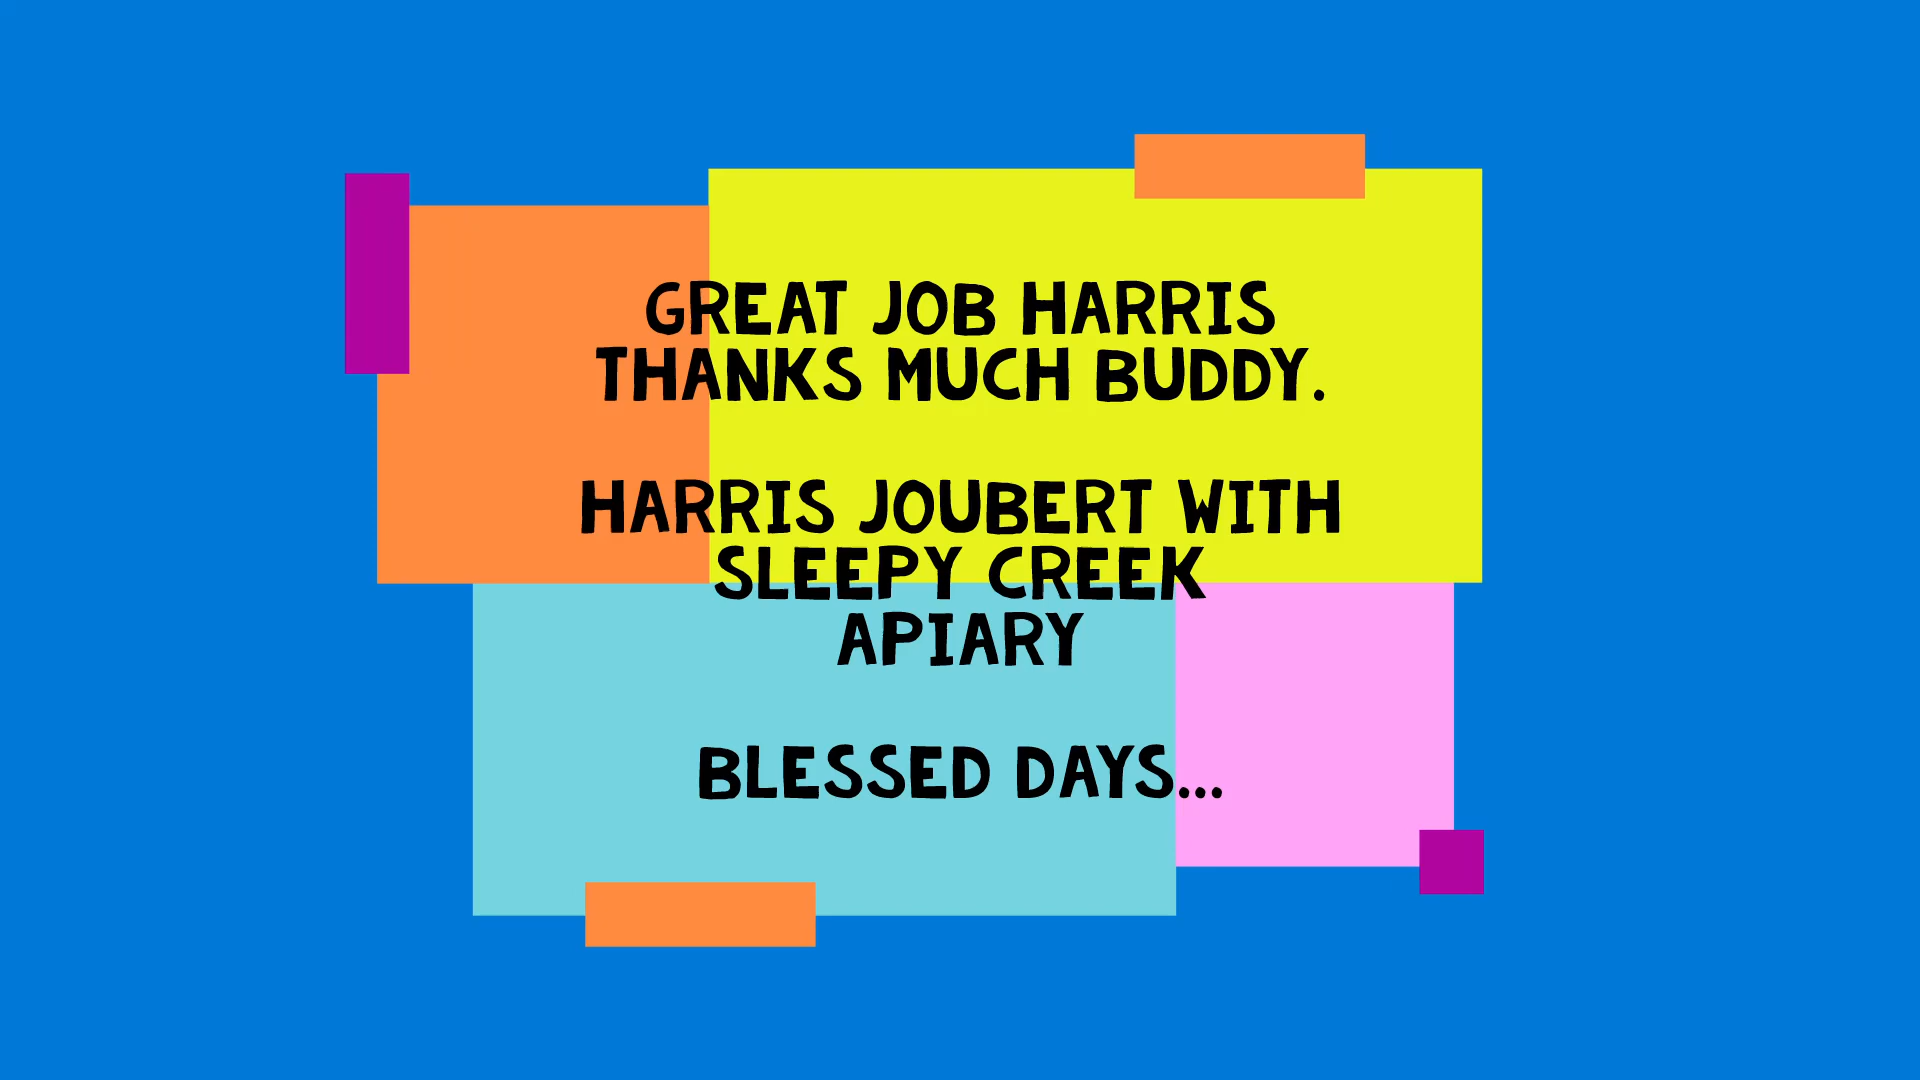 GREAT JOB HARRIS
THANKS MUCH BUDDY.
HARRIS JOUBERT WITH
SLEEPY CREEK
APIARY
BLESSED DAYS...